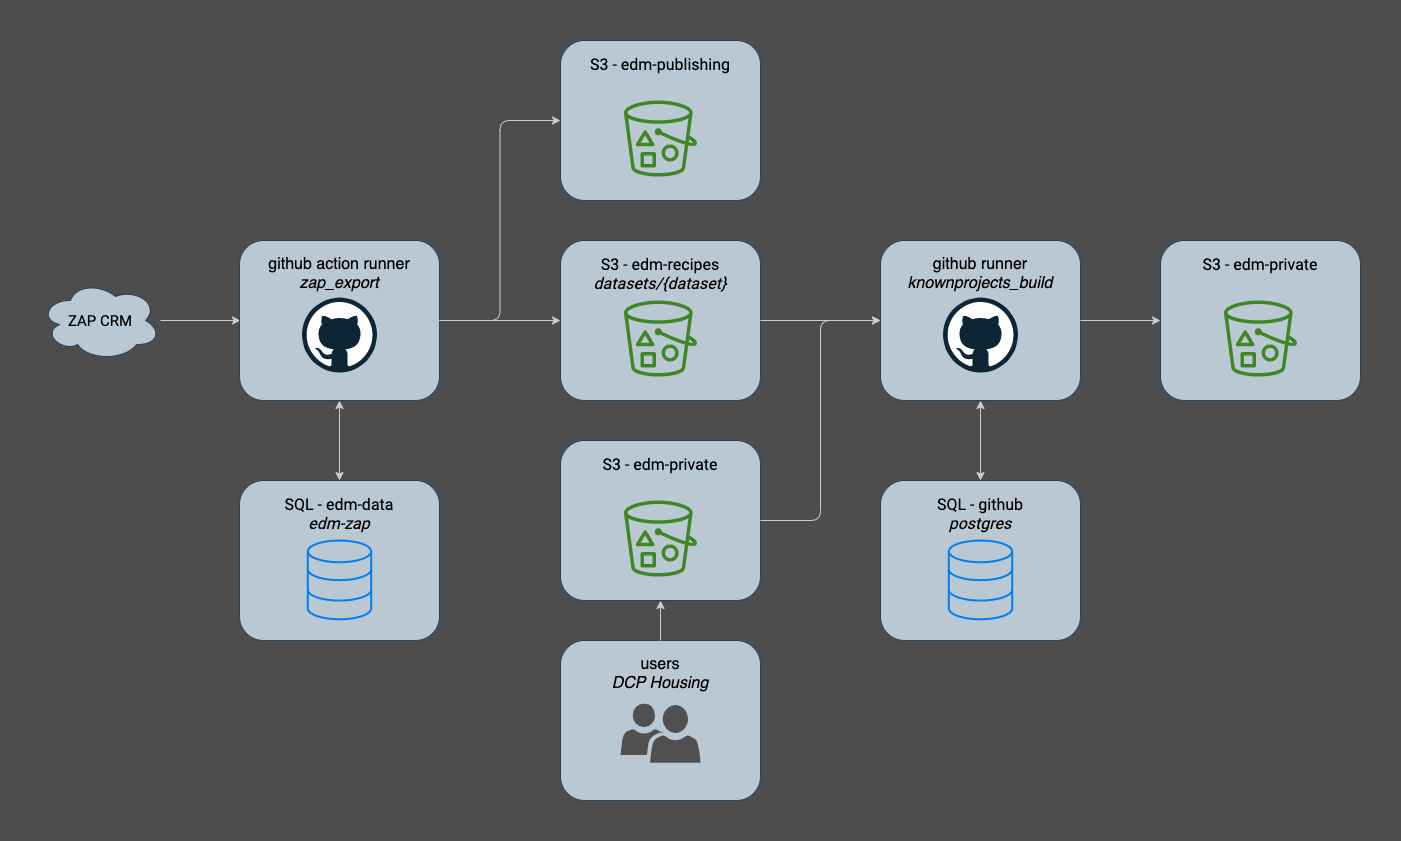 S3 - edm-publishing
ZAP CRM
github action runner
zap_export
S3 - edm-recipes
datasets/{dataset}
github runner
knownprojects_build
S3 - edm-private
S3 - edm-private
SQL - edm-data
edm-zap
SQL - github
postgres
users
DCP Housing